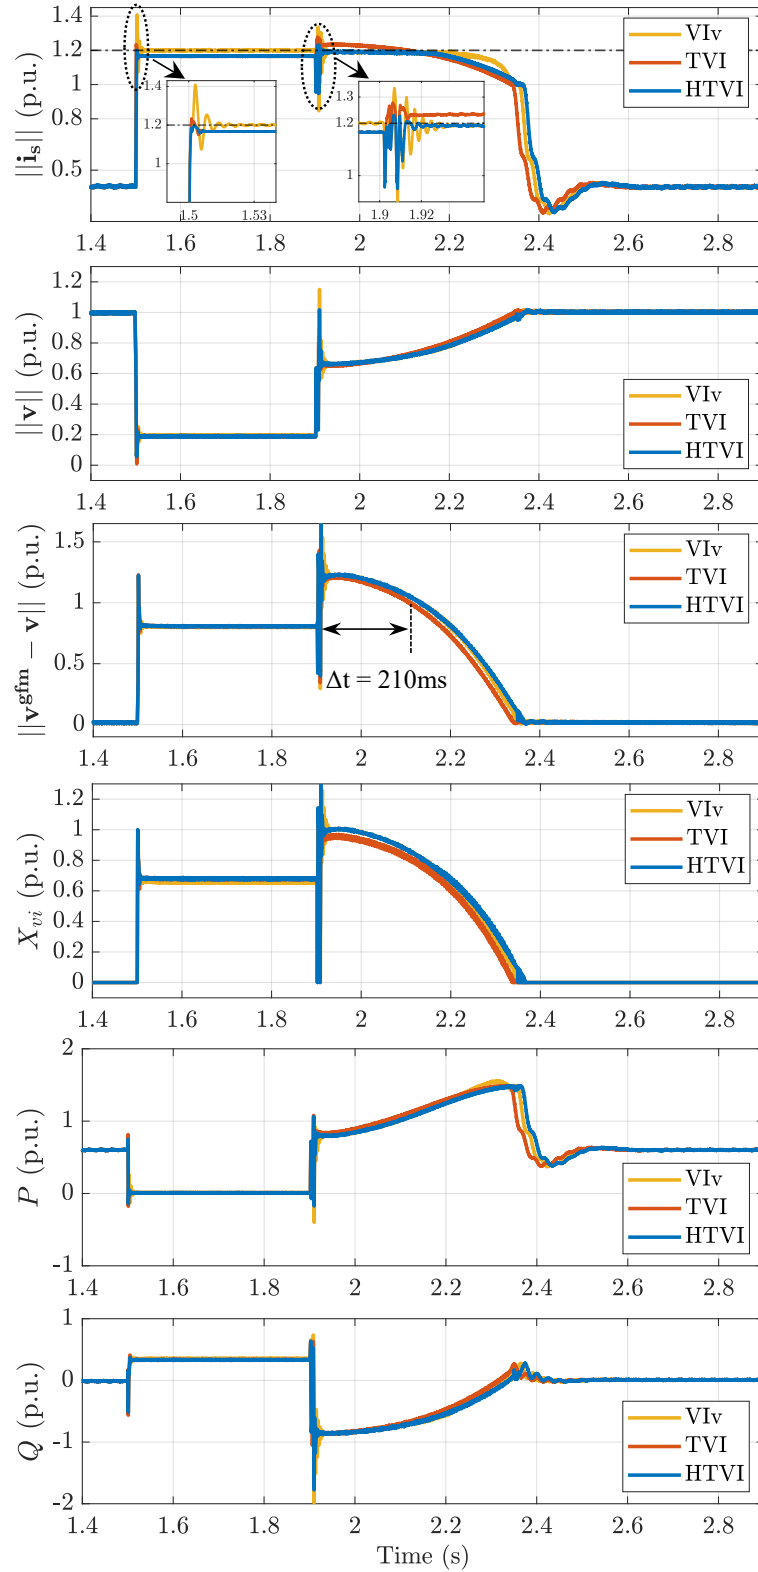 1.4
1.2
1
0.8
0.5
||i_s|| (p.u.)
VIv
TVI
HTVI
1.4
1.2
1
1.5 1.53
1.3
1.2
1
1.9 1.92
1.4 1.6 1.8 2 2.2 2.4 2.6 2.8
1.2
1
0.8
0.6
0.4
0.2
0
||v|| (p.u.)
VIv
TVI
HTVI
1.4 1.6 1.8 2 2.2 2.4 2.6 2.8
1.5
1
0.5
0
||v^gfm − v|| (p.u.)
VIv
TVI
HTVI
Δt = 210ms
1.4 1.6 1.8 2 2.2 2.4 2.6 2.8
1.2
1
0.8
0.6
0.4
0.2
0
X_vi (p.u.)
VIv
TVI
HTVI
1.4 1.6 1.8 2 2.2 2.4 2.6 2.8
2
1
0
-1
P (p.u.)
VIv
TVI
HTVI
1.4 1.6 1.8 2 2.2 2.4 2.6 2.8
1
0
-1
-2
Q (p.u.)
VIv
TVI
HTVI
1.4 1.6 1.8 2 2.2 2.4 2.6 2.8
Time (s)